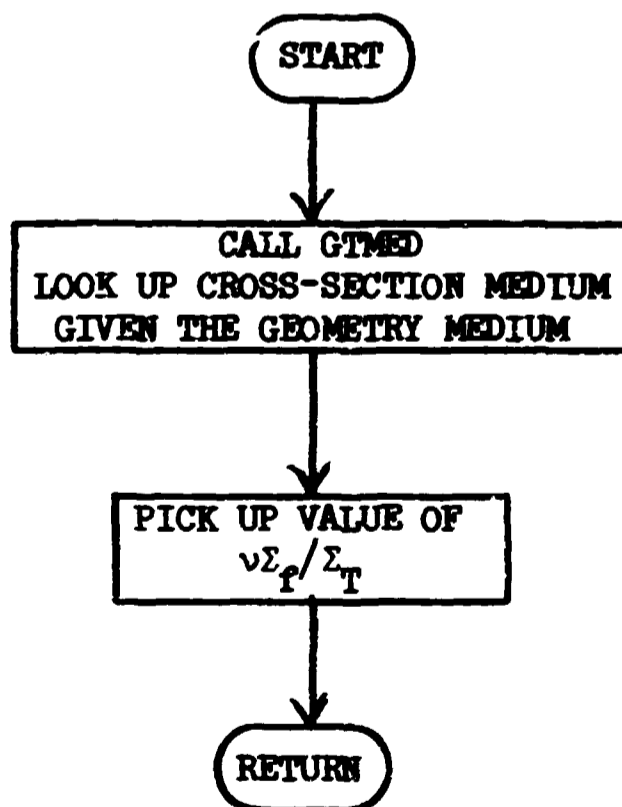 START
CALL GTMED
LOOK UP CROSS-SECTION MEDIUM
GIVEN THE GEOMETRY MEDIUM
PICK UP VALUE OF
νΣf/ΣT
RETURN